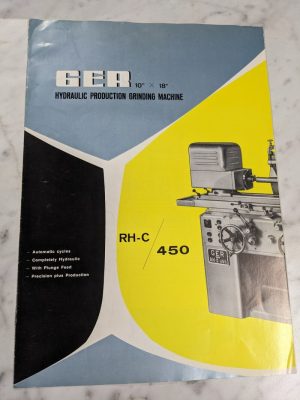 GER 10" X 18"
HYDRAULIC PRODUCTION GRINDING MACHINE
- Automatic cycles
- Completely Hydraulic
- With Plunge Feed
- Precision plus Production
RH-C / 450
GER